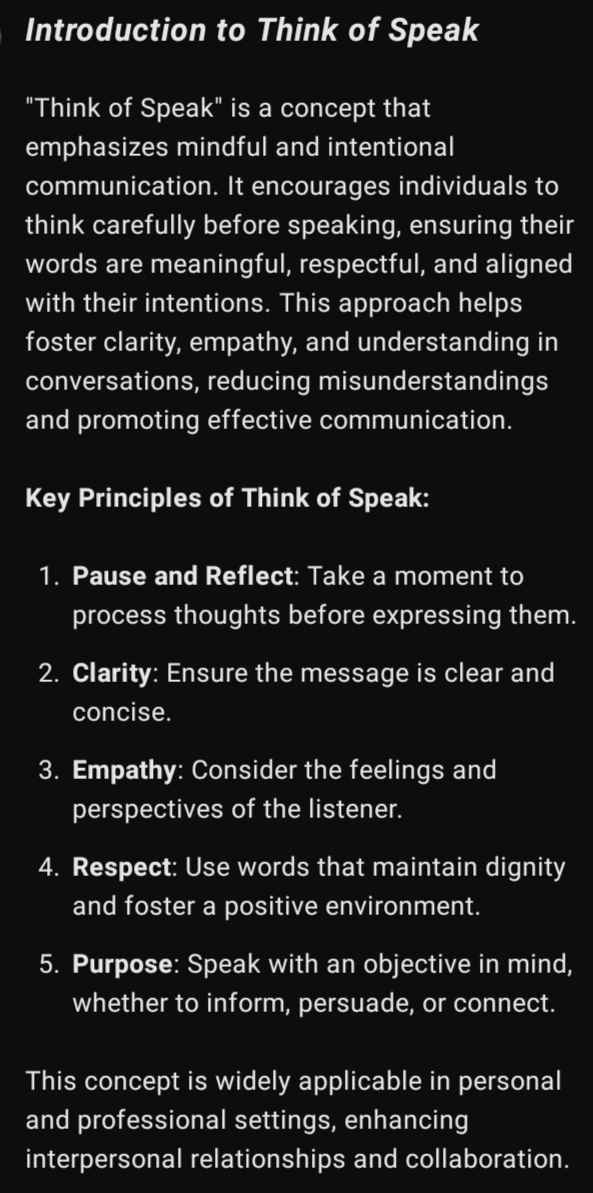 Introduction to Think of Speak
"Think of Speak" is a concept that
emphasizes mindful and intentional
communication. It encourages individuals to
think carefully before speaking, ensuring their
words are meaningful, respectful, and aligned
with their intentions. This approach helps
foster clarity, empathy, and understanding in
conversations, reducing misunderstandings
and promoting effective communication.
Key Principles of Think of Speak:
1. Pause and Reflect: Take a moment to
process thoughts before expressing them.
2. Clarity: Ensure the message is clear and
concise.
3. Empathy: Consider the feelings and
perspectives of the listener.
4. Respect: Use words that maintain dignity
and foster a positive environment.
5. Purpose: Speak with an objective in mind,
whether to inform, persuade, or connect.
This concept is widely applicable in personal
and professional settings, enhancing
interpersonal relationships and collaboration.